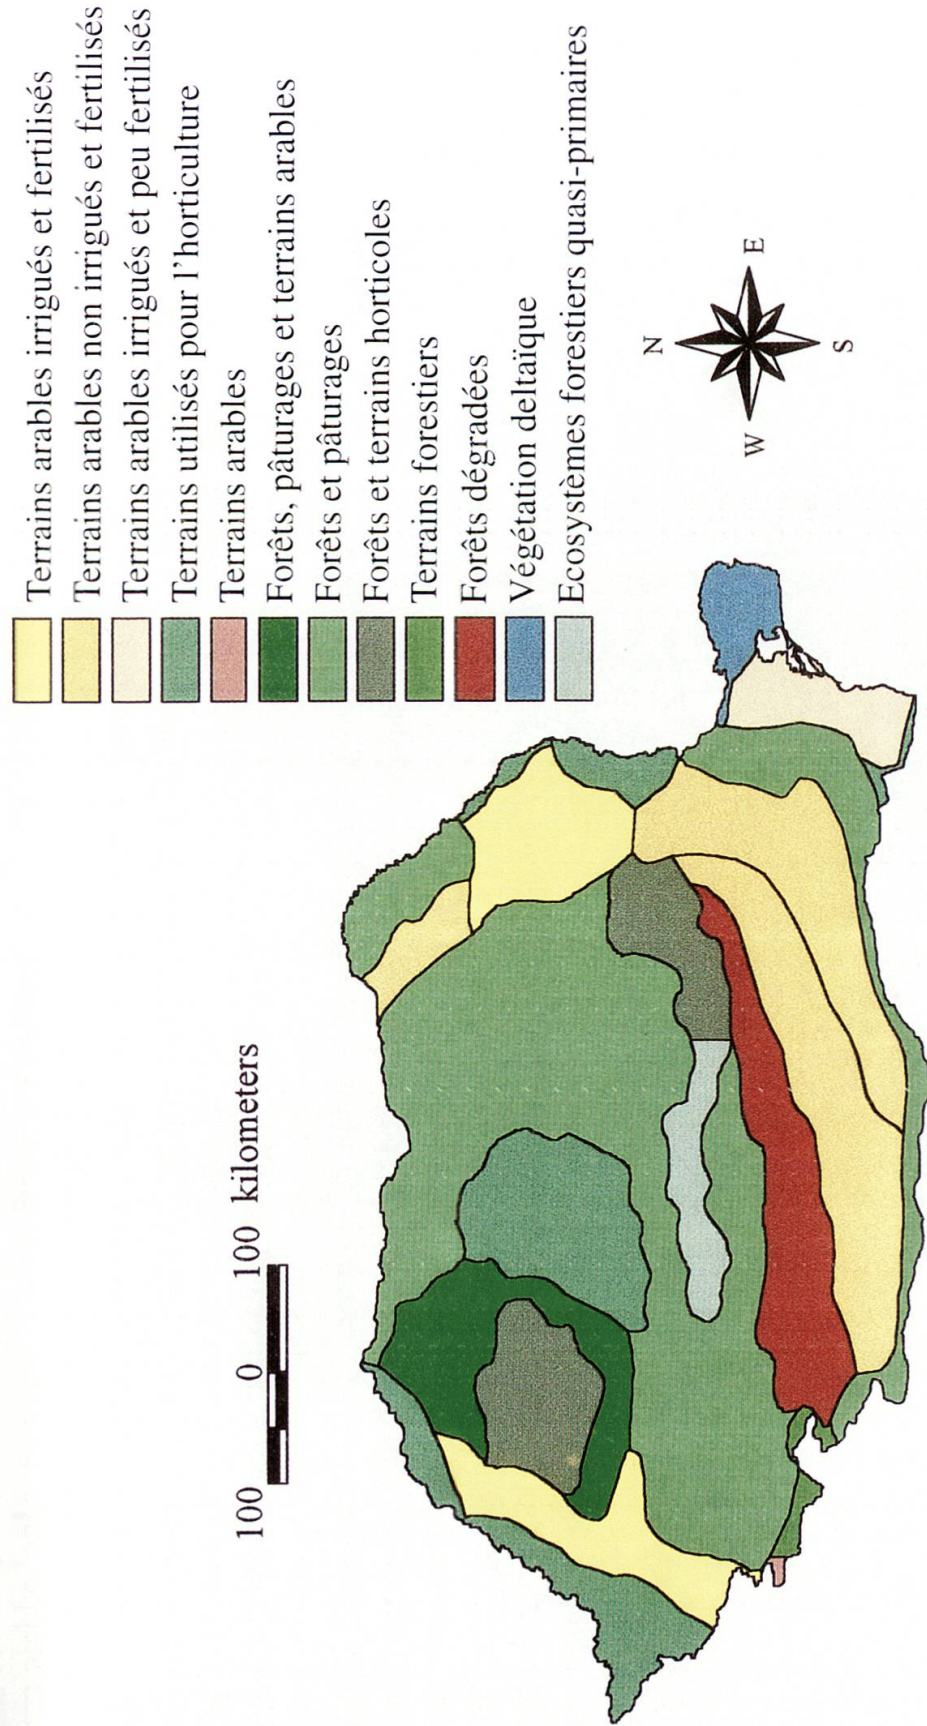 Terrains arables irrigués et fertilisés
Terrains arables non irrigués et fertilisés
Terrains arables irrigués et peu fertilisés
Terrains utilisés pour l'horticulture
Terrains arables
Forêts, pâturages et terrains arables
Forêts et pâturages
Forêts et terrains horticoles
Terrains forestiers
Forêts dégradées
Végétation deltaïque
Ecosystèmes forestiers quasi-primaires
100 0 100 kilometers
N
W E
S